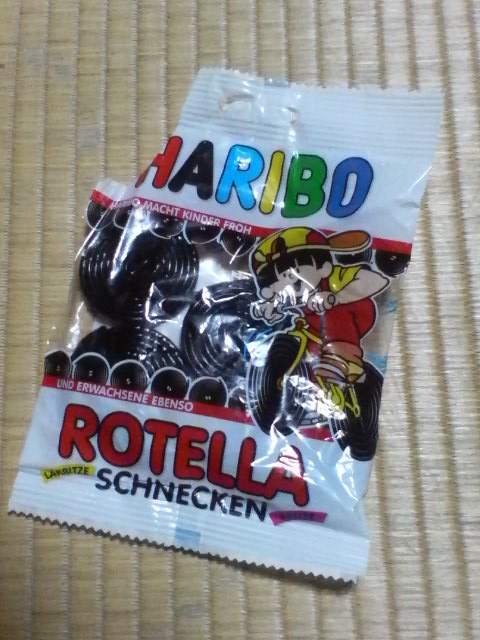 HARIBO
MACHT KINDER FROH
UND ERWACHSENE EBENSO
ROTELLA
LAKRITZE
SCHNECKEN